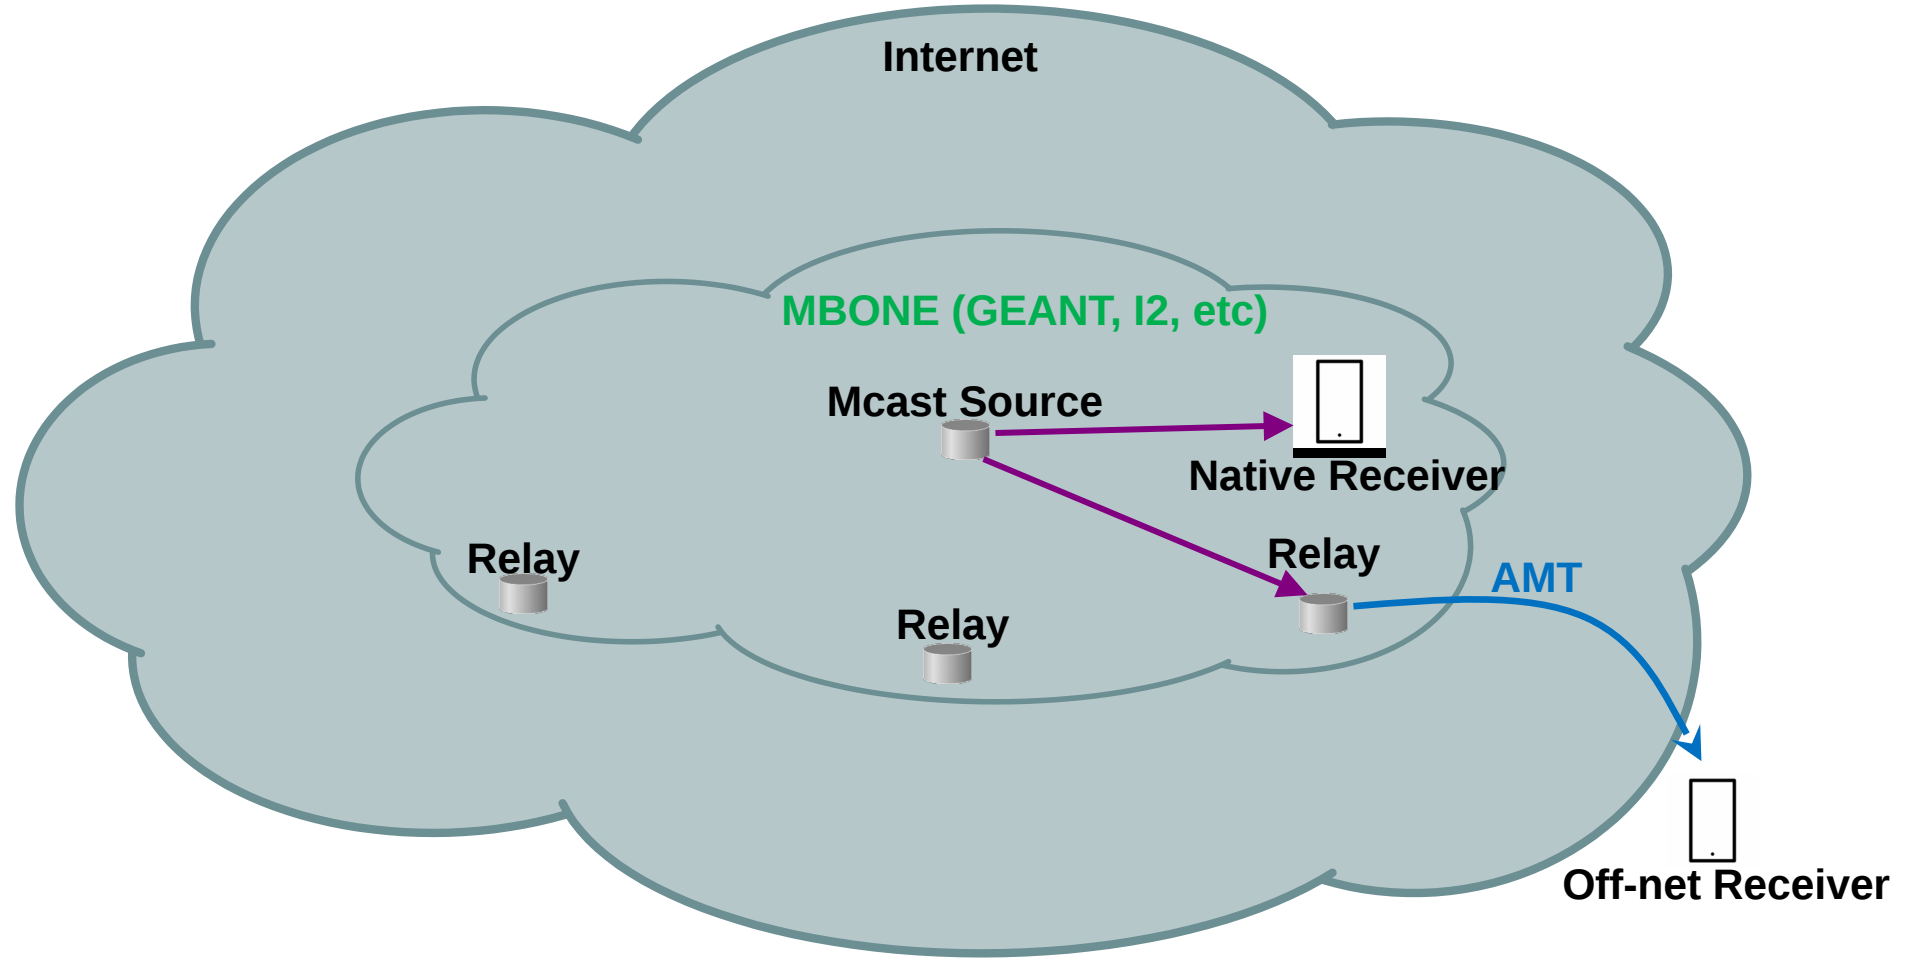 Internet
MBONE (GEANT, I2, etc)
Mcast Source
Native Receiver
Relay
Relay
AMT
Relay
Off-net Receiver